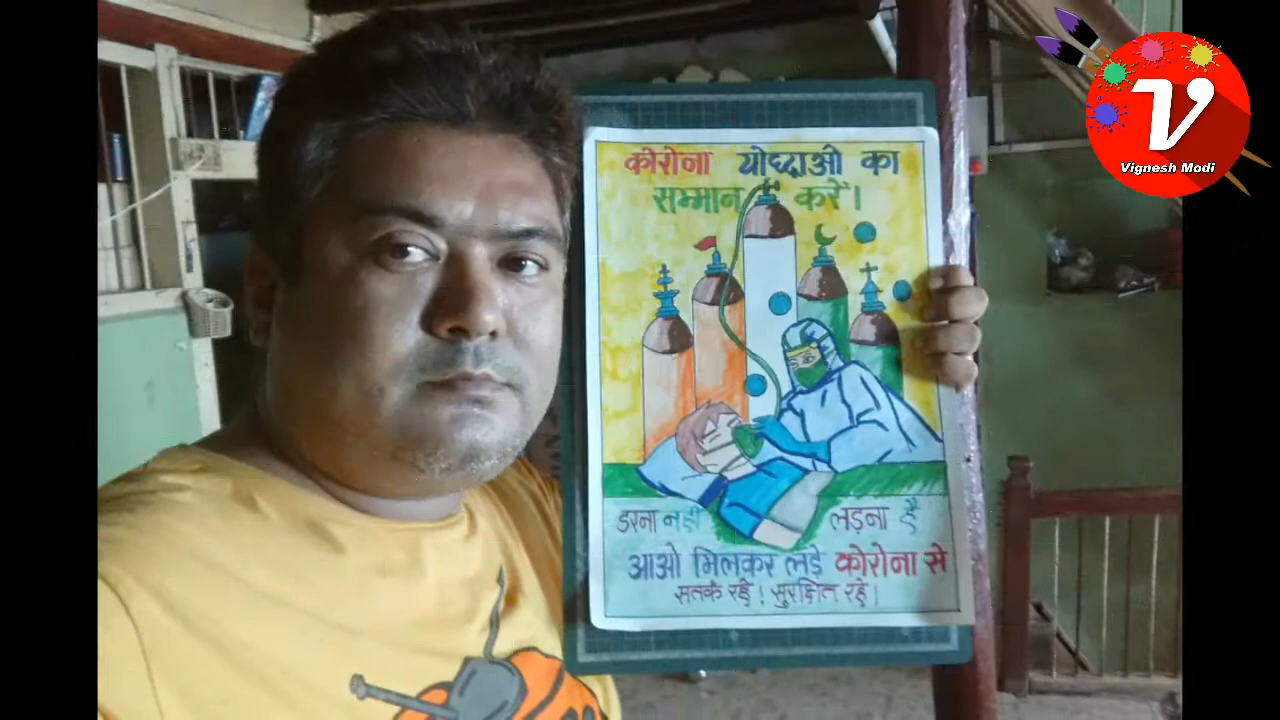 कोरोना योध्दाओ का
सम्मान करें।
डरना नही लड़ना है
आओ मिलकर लड़े कोरोना से
सतर्क रहे! सुरक्षित रहे।
V
Vignesh Modi